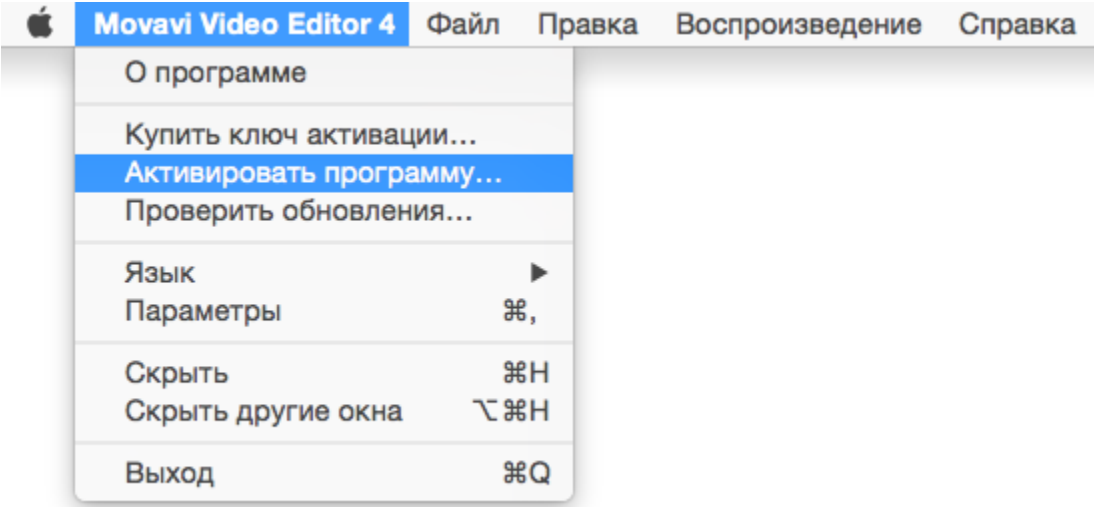 Movavi Video Editor 4 Файл Правка Воспроизведение Справка
О программе
Купить ключ активации...
Активировать программу...
Проверить обновления...
Язык ▶
Параметры ⌘,
Скрыть ⌘H
Скрыть другие окна ⌥⌘H
Выход ⌘Q